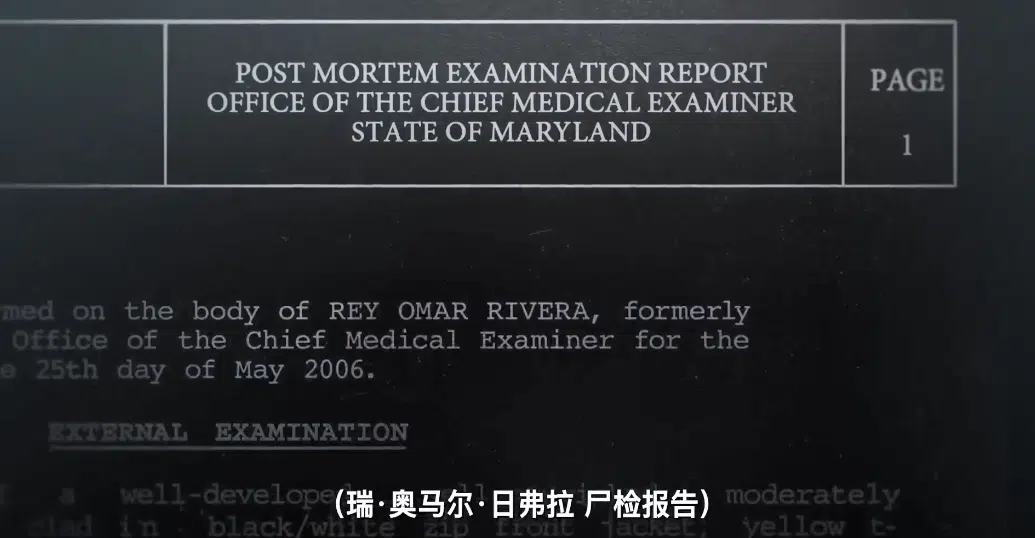 POST MORTEM EXAMINATION REPORT
OFFICE OF THE CHIEF MEDICAL EXAMINER
STATE OF MARYLAND
PAGE
1
med on the body of REY OMAR RIVERA, formerly
Office of the Chief Medical Examiner for the
e 25th day of May 2006.
EXTERNAL EXAMINATION
a well-developed moderately
clad in black/white zip front jacket, yellow t-
(瑞·奥马尔·日弗拉 尸检报告)